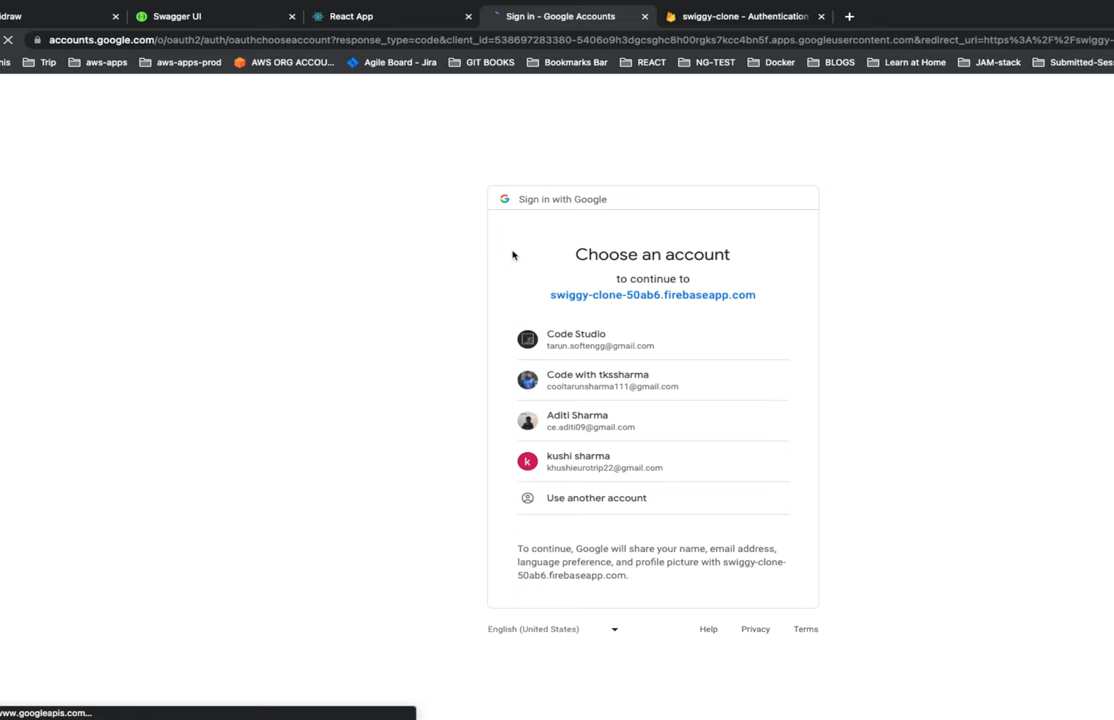 draw Swagger UI React App Sign in - Google Accounts swiggy-clone - Authentication
accounts.google.com/o/oauth2/auth/oauthchooseaccount?response_type=code&client_id=538697283380-5406o9h3dgcsghc8h00rgks7kcc4bn5f.apps.googleusercontent.com&redirect_uri=https%3A%2F%2Fswiggy-
his Trip aws-apps aws-apps-prod AWS ORG ACCOU... Agile Board - Jira GIT BOOKS Bookmarks Bar REACT NG-TEST Docker BLOGS Learn at Home JAM-stack Submitted-Ses
Sign in with Google
Choose an account
to continue to
swiggy-clone-50ab6.firebaseapp.com
Code Studio
tarun.softengg@gmail.com
Code with tkssharma
cooltarunsharma111@gmail.com
Aditi Sharma
ce.aditi09@gmail.com
k
kushi sharma
khushieurotrip22@gmail.com
Use another account
To continue, Google will share your name, email address,
language preference, and profile picture with swiggy-clone-
50ab6.firebaseapp.com.
English (United States) Help Privacy Terms
www.googleapis.com...